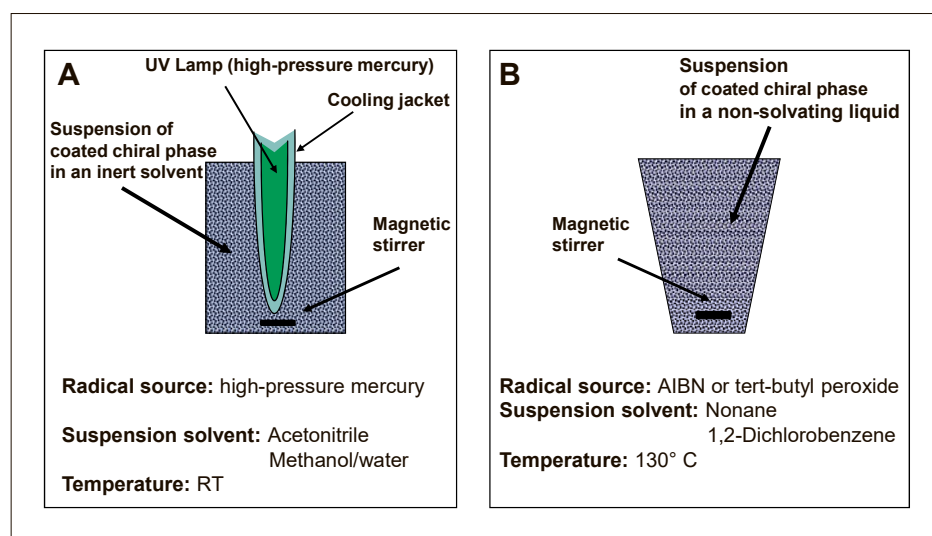 A
UV Lamp (high-pressure mercury)
Cooling jacket
Suspension of
coated chiral phase
in an inert solvent
Magnetic
stirrer
Radical source: high-pressure mercury
Suspension solvent: Acetonitrile
Methanol/water
Temperature: RT
B
Suspension
of coated chiral phase
in a non-solvating liquid
Magnetic
stirrer
Radical source: AIBN or tert-butyl peroxide
Suspension solvent: Nonane
1,2-Dichlorobenzene
Temperature: 130° C